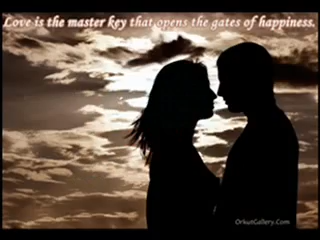 Love is the master key that opens the gates of happiness.
OrkutGallery.Com